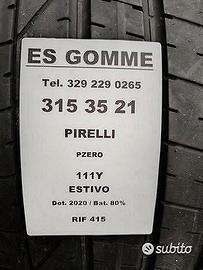 ES GOMME
Tel. 329 229 0265
315 35 21
PIRELLI
PZERO
111Y
ESTIVO
Dot. 2020 / Bat. 80%
RIF 415
subito